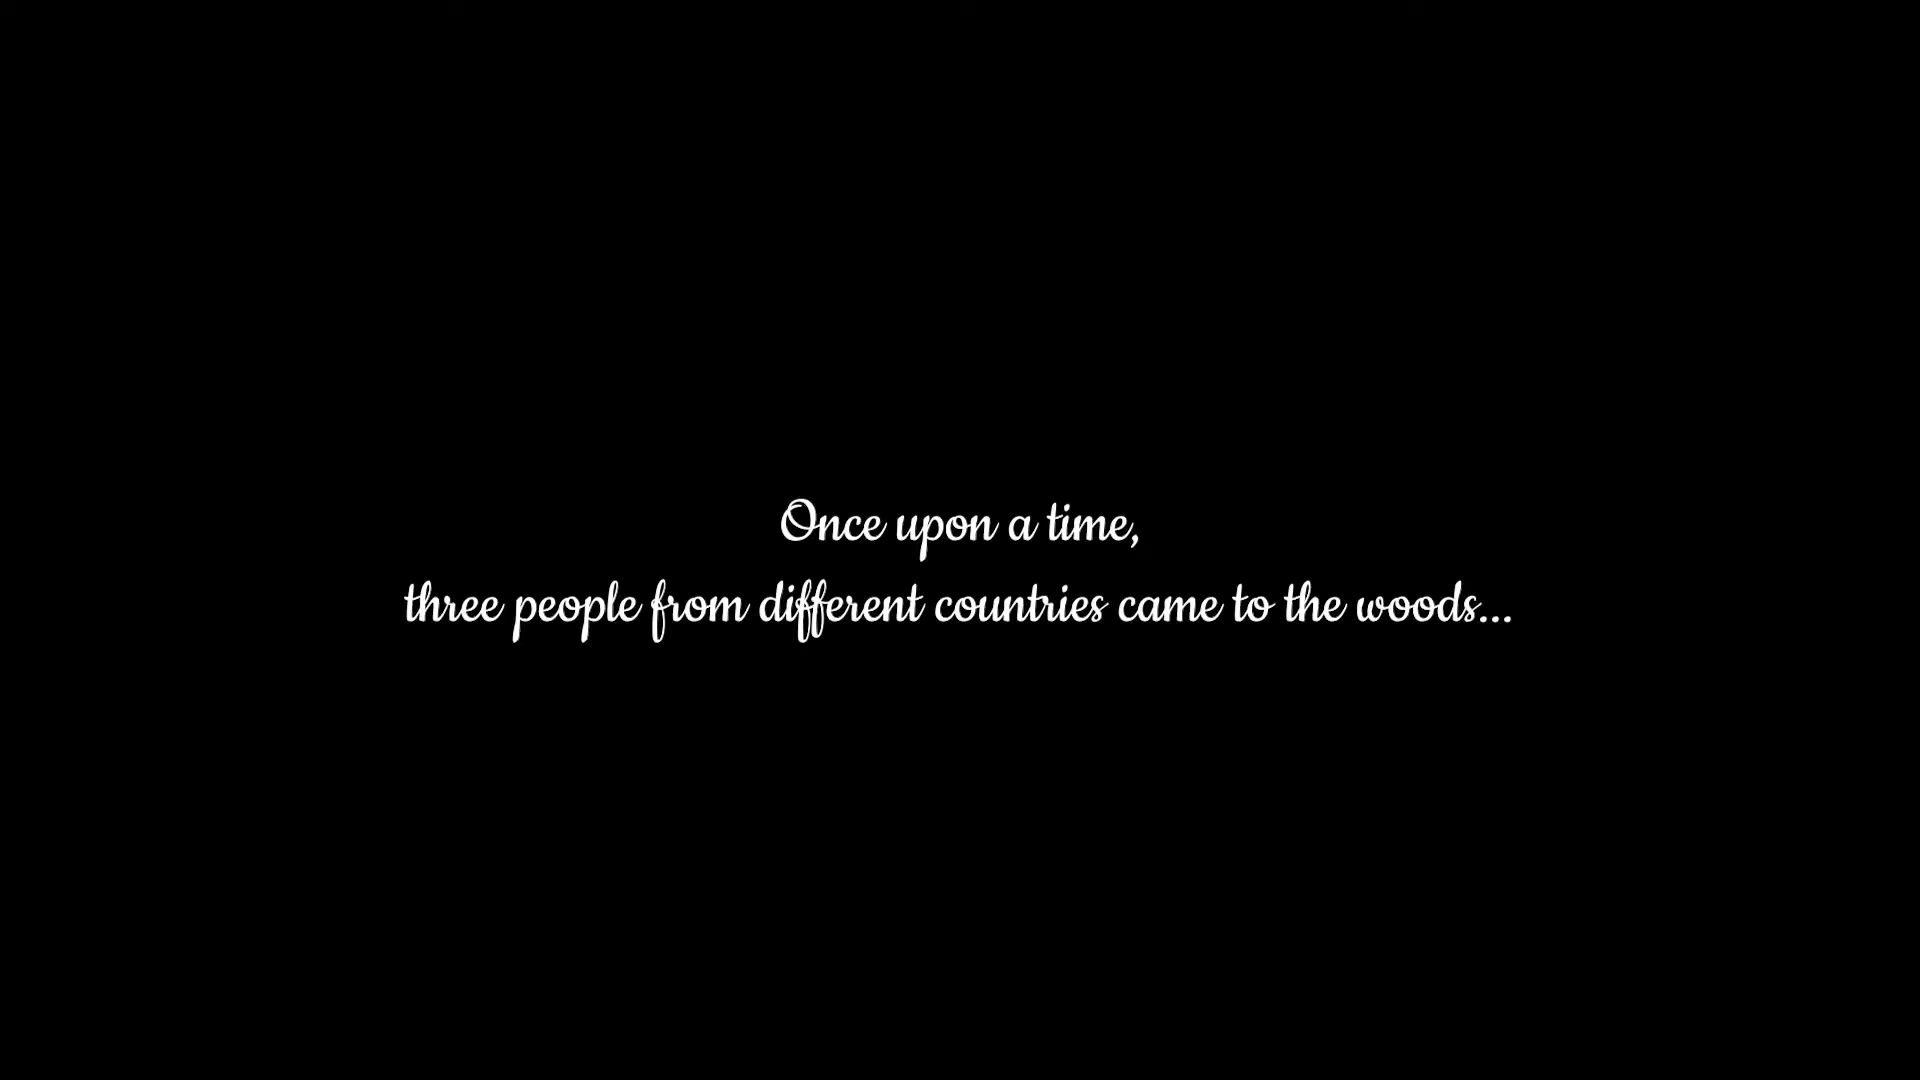 Once upon a time,
three people from different countries came to the woods...